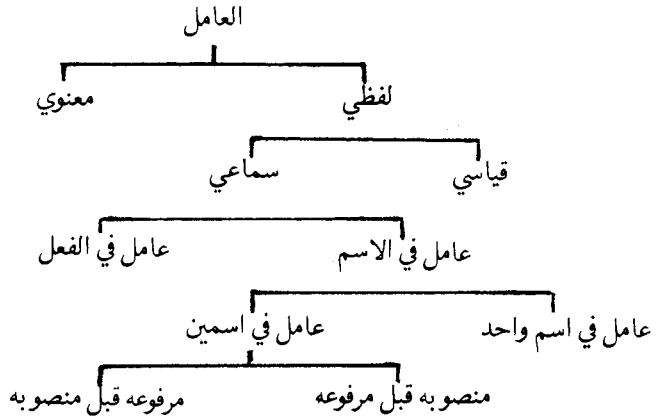 العامل
لفظي معنوي
قياسي سماعي
عامل في الاسم عامل في الفعل
عامل في اسم واحد عامل في اسمين
منصوبه قبل مرفوعه مرفوعه قبل منصوبه